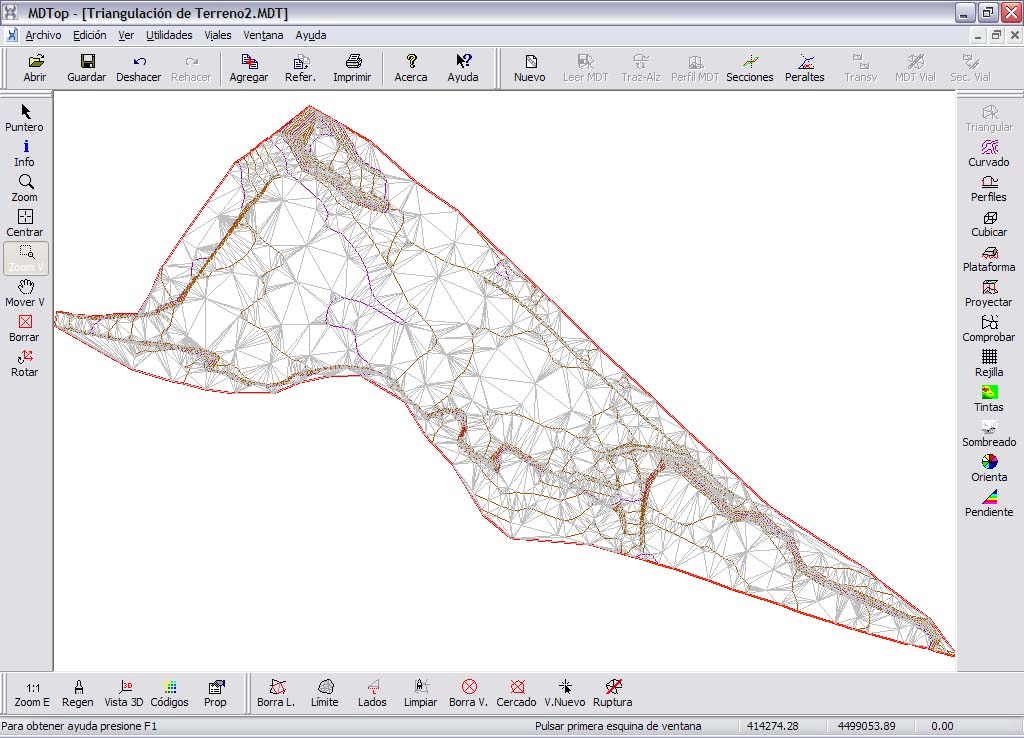 MDTop - [Triangulación de Terreno2.MDT]
Archivo Edición Ver Utilidades Viales Ventana Ayuda
Abrir Guardar Deshacer Rehacer Agregar Refer. Imprimir Acerca Ayuda Nuevo Leer MDT Traz-Alz Perfil MDT Secciones Peraltes Transv MDT Vial Sec. Vial
Puntero
Info
Zoom
Centrar
Zoom V
Mover V
Borrar
Rotar
Triangular
Curvado
Perfiles
Cubicar
Plataforma
Proyectar
Comprobar
Rejilla
Tintas
Sombreado
Orienta
Pendiente
1:1 3D
Zoom E Regen Vista 3D Códigos Prop Borra L. Límite Lados Limpiar Borra V. Cercado V.Nuevo Ruptura
Para obtener ayuda presione F1 Pulsar primera esquina de ventana 414274.28 4499053.89 0.00